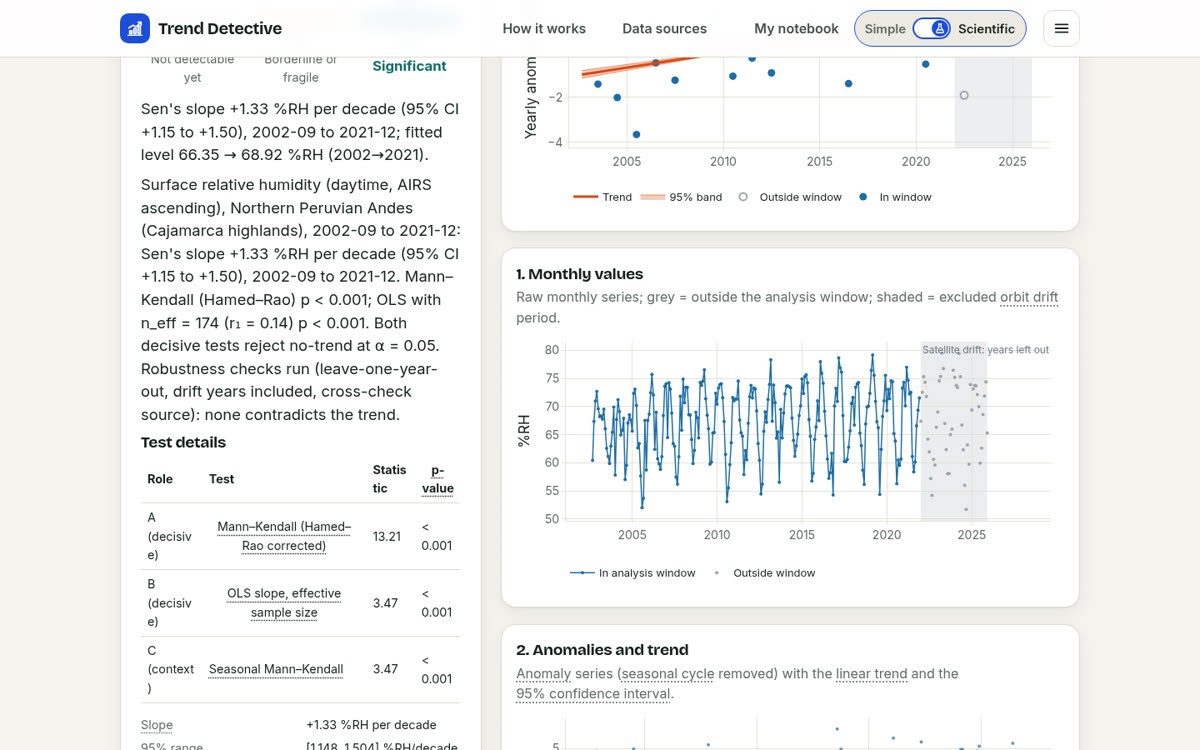 Trend Detective
How it works
Data sources
My notebook
Simple
Scientific
Not detectable
yet
Borderline or
fragile
Significant
Sen's slope +1.33 %RH per decade (95% CI
+1.15 to +1.50), 2002-09 to 2021-12; fitted
level 66.35 → 68.92 %RH (2002→2021).
Surface relative humidity (daytime, AIRS
ascending), Northern Peruvian Andes
(Cajamarca highlands), 2002-09 to 2021-12:
Sen's slope +1.33 %RH per decade (95% CI
+1.15 to +1.50), 2002-09 to 2021-12. Mann–
Kendall (Hamed–Rao) p < 0.001; OLS with
n_eff = 174 (r₁ = 0.14) p < 0.001. Both
decisive tests reject no-trend at α = 0.05.
Robustness checks run (leave-one-year-
out, drift years included, cross-check
source): none contradicts the trend.
Test details
Role
Test
Statis
tic
p-
value
A
(decisiv
e)
Mann–Kendall (Hamed–
Rao corrected)
13.21
<
0.001
B
(decisiv
e)
OLS slope, effective
sample size
3.47
<
0.001
C
(context
)
Seasonal Mann–Kendall
3.47
<
0.001
Slope
+1.33 %RH per decade
95% range
[1.148, 1.504] %RH/decade
Yearly anom
−2
−4
2005
2010
2015
2020
2025
Trend
95% band
Outside window
In window
1. Monthly values
Raw monthly series; grey = outside the analysis window; shaded = excluded orbit drift
period.
Satellite drift: years left out
%RH
80
75
70
65
60
55
50
2005
2010
2015
2020
2025
In analysis window
Outside window
2. Anomalies and trend
Anomaly series (seasonal cycle removed) with the linear trend and the
95% confidence interval.
5